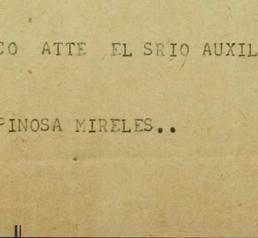 CO ATTE EL SRIO AUXIL
PINOSA MIRELES..